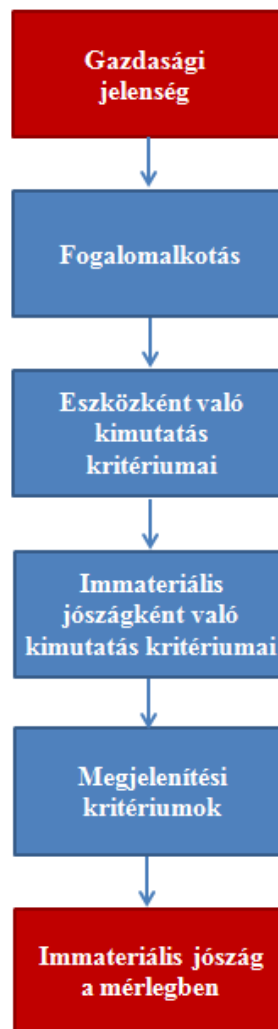 Gazdasági
jelenség
Fogalomalkotás
Eszközként való
kimutatás
kritériumai
Immateriális
jószágként való
kimutatás kritériumai
Megjelenítési
kritériumok
Immateriális jószág
a mérlegben